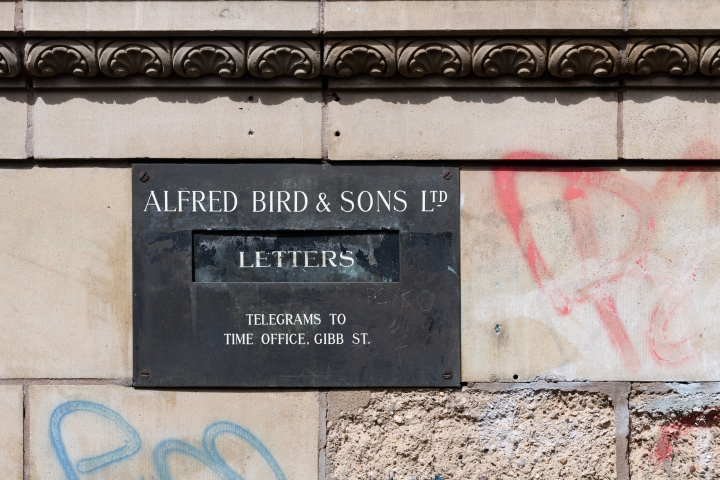 ALFRED BIRD & SONS LTD
LETTERS
TELEGRAMS TO
TIME OFFICE, GIBB ST.